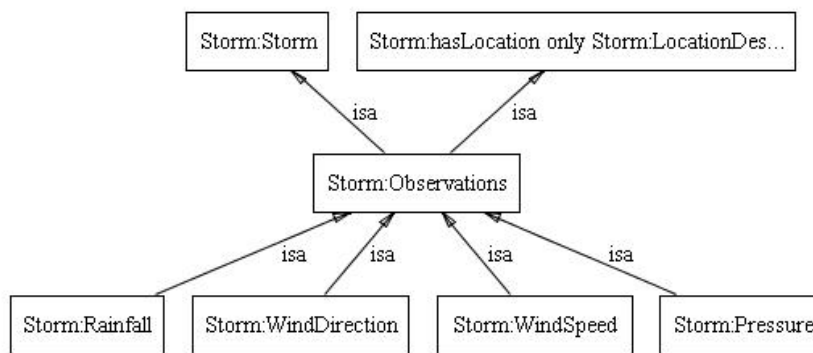 Storm:Storm
Storm:hasLocation only Storm:LocationDes...
isa
isa
Storm:Observations
isa
isa
isa
isa
Storm:Rainfall
Storm:WindDirection
Storm:WindSpeed
Storm:Pressure